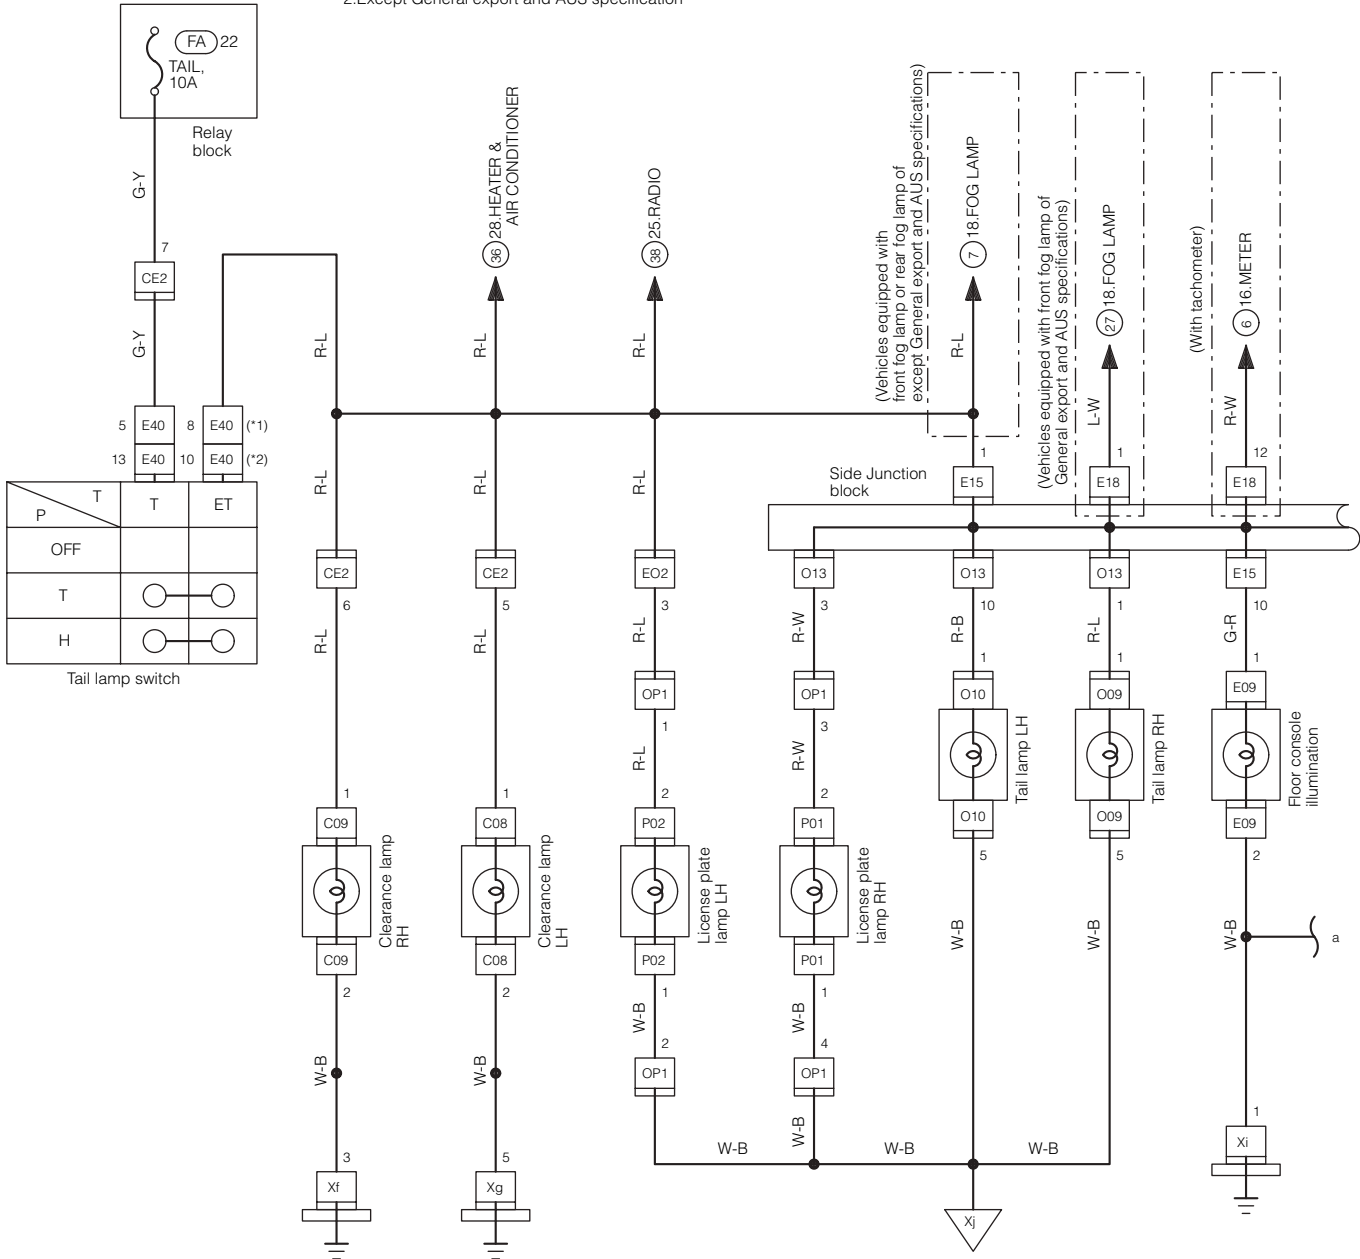 2.Except General export and AUS specification
FA 22
TAIL,
10A
Relay
block
G-Y
7
CE2
G-Y
5 E40 8 E40 (*1)
13 E40 10 E40 (*2)
T
P
T
ET
OFF
T
H
Tail lamp switch
36 28.HEATER &
AIR CONDITIONER
38 25.RADIO
(Vehicles equipped with
front fog lamp or rear fog lamp of
except General export and AUS specifications)
7 18.FOG LAMP
(Vehicles equipped with front fog lamp of
General export and AUS specifications)
27 18.FOG LAMP
(With tachometer)
6 16.METER
R-L R-L R-L R-L L-W R-W
1 1 12
Side Junction
block
E15 E18 E18
R-L R-L R-L
CE2 CE2 EO2 O13 O13 O13 E15
6 5 3 3 10 1 10
R-L R-L R-L R-W R-B R-L G-R
1 1 1
OP1 OP1 O10 O09 E09
1 3
R-L R-W
Tail lamp LH
Tail lamp RH
Floor console
illumination
1 1 2 2
C09 C08 P02 P01 O10 O09 E09
5 5 2
Clearance lamp
RH
Clearance lamp
LH
License plate
lamp LH
License plate
lamp RH
W-B W-B W-B a
C09 C08 P02 P01
2 2 1 1
W-B W-B
2 4
W-B W-B OP1 OP1
W-B
W-B W-B W-B
3 5 1
Xf Xg Xj Xi